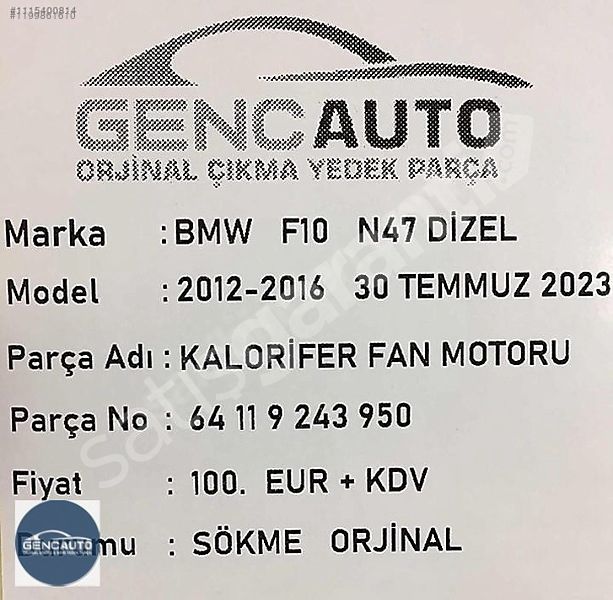 #1115400814
#1199861670
GENCAUTO
ORJİNAL ÇIKMA YEDEK PARÇA
Marka : BMW F10 N47 DİZEL
Model : 2012-2016 30 TEMMUZ 2023
Parça Adı : KALORİFER FAN MOTORU
Parça No : 64 11 9 243 950
Fiyat : 100. EUR + KDV
: SÖKME ORJİNAL
GENCAUTO